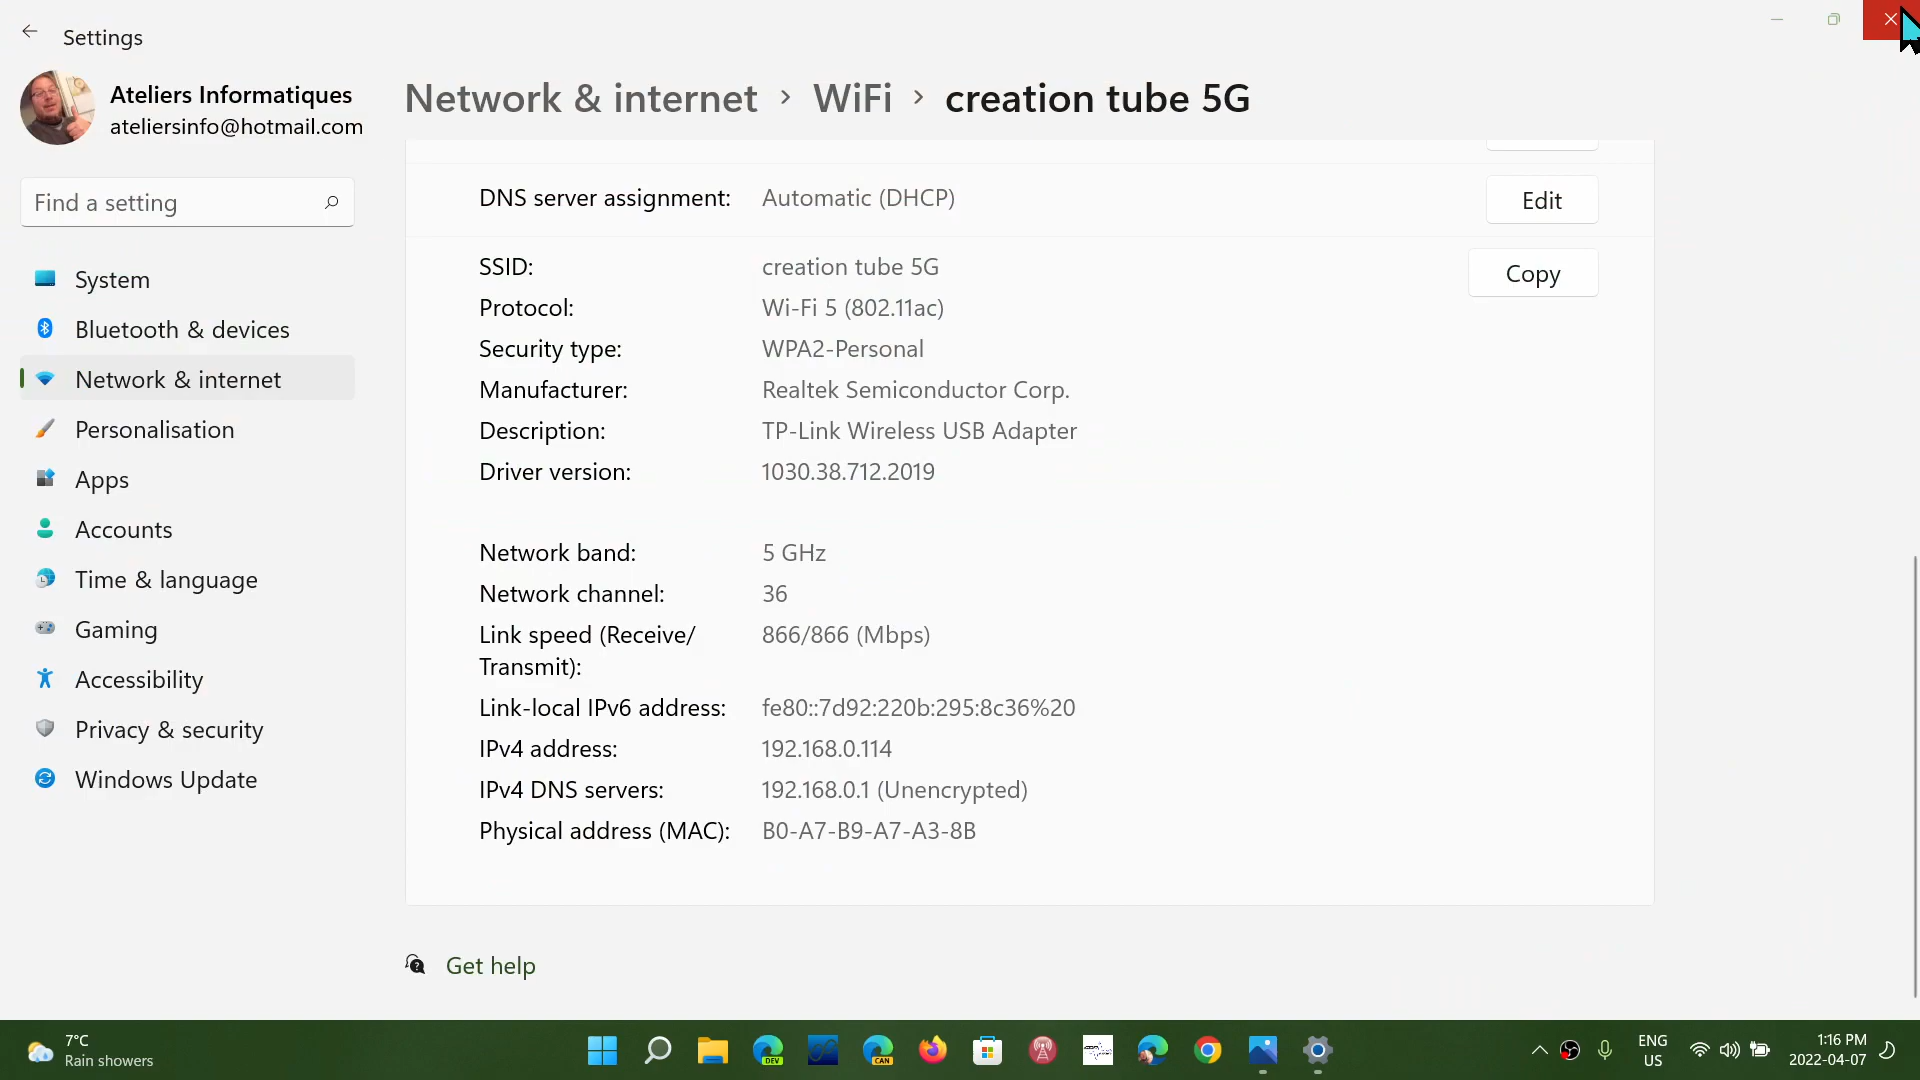 Settings
Ateliers Informatiques
ateliersinfo@hotmail.com
Find a setting
System
Bluetooth & devices
Network & internet
Personalisation
Apps
Accounts
Time & language
Gaming
Accessibility
Privacy & security
Windows Update
Network & internet › WiFi › creation tube 5G
DNS server assignment: Automatic (DHCP) Edit
SSID: creation tube 5G Copy
Protocol: Wi-Fi 5 (802.11ac)
Security type: WPA2-Personal
Manufacturer: Realtek Semiconductor Corp.
Description: TP-Link Wireless USB Adapter
Driver version: 1030.38.712.2019
Network band: 5 GHz
Network channel: 36
Link speed (Receive/ 866/866 (Mbps)
Transmit):
Link-local IPv6 address: fe80::7d92:220b:295:8c36%20
IPv4 address: 192.168.0.114
IPv4 DNS servers: 192.168.0.1 (Unencrypted)
Physical address (MAC): B0-A7-B9-A7-A3-8B
Get help
7°C
Rain showers
DEV
CAN
ENG
US
1:16 PM
2022-04-07